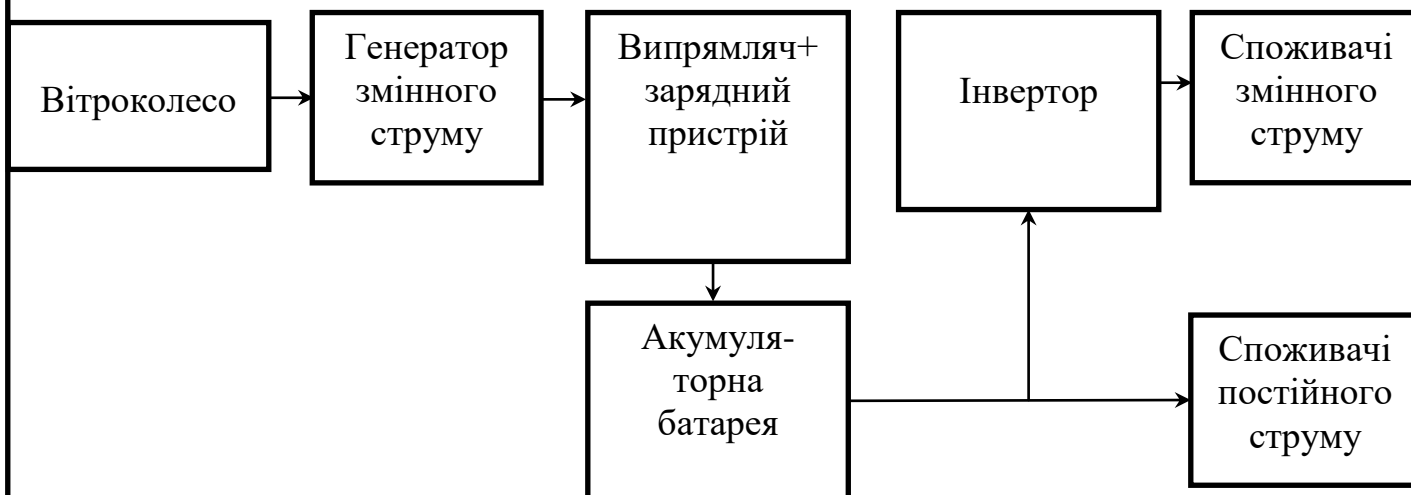 Вітроколесо
Генератор
змінного
струму
Випрямляч+
зарядний
пристрій
Інвертор
Споживачі
змінного
струму
Акумуля-
торна
батарея
Споживачі
постійного
струму